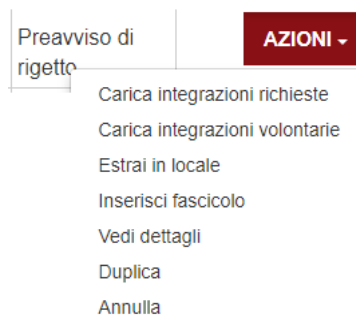 Preavviso di
rigetto
AZIONI
Carica integrazioni richieste
Carica integrazioni volontarie
Estrai in locale
Inserisci fascicolo
Vedi dettagli
Duplica
Annulla